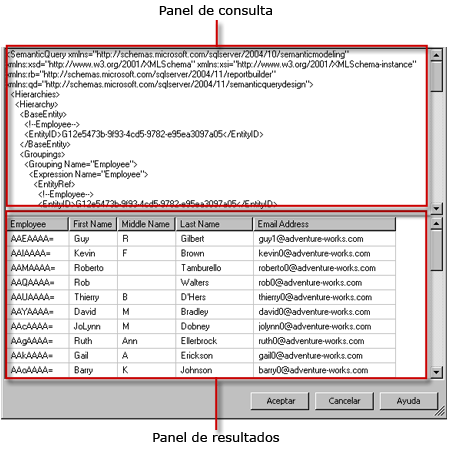 Panel de consulta
<SemanticQuery xmlns="http://schemas.microsoft.com/sqlserver/2004/10/semanticmodeling"
xmlns:xsd="http://www.w3.org/2001/XMLSchema" xmlns:xsi="http://www.w3.org/2001/XMLSchema-instance"
xmlns:rb="http://schemas.microsoft.com/sqlserver/2004/11/reportbuilder"
xmlns:qd="http://schemas.microsoft.com/sqlserver/2004/11/semanticquerydesign">
<Hierarchies>
<Hierarchy>
<BaseEntity>
<!--Employee-->
<EntityID>G12e5473b-9f93-4cd5-9782-e95ea3097a05</EntityID>
</BaseEntity>
<Groupings>
<Grouping Name="Employee">
<Expression Name="Employee">
<EntityRef>
<!--Employee-->
<EntityID>G12e5473b-9f93-4cd5-9782-e95ea3097a05</EntityID>
Employee First Name Middle Name Last Name Email Address
AAEAAAA= Guy R Gilbert guy1@adventure-works.com
AAIAAAA= Kevin F Brown kevin0@adventure-works.com
AAMAAAA= Roberto Tamburello roberto0@adventure-works.com
AAQAAAA= Rob Walters rob0@adventure-works.com
AAUAAAA= Thierry B D'Hers thierry0@adventure-works.com
AAYAAAA= David M Bradley david0@adventure-works.com
AAcAAAA= JoLynn M Dobney jolynn0@adventure-works.com
AAgAAAA= Ruth Ann Ellerbrock ruth0@adventure-works.com
AAkAAAA= Gail A Erickson gail0@adventure-works.com
AAoAAAA= Barry K Johnson barry0@adventure-works.com
Aceptar Cancelar Ayuda
Panel de resultados